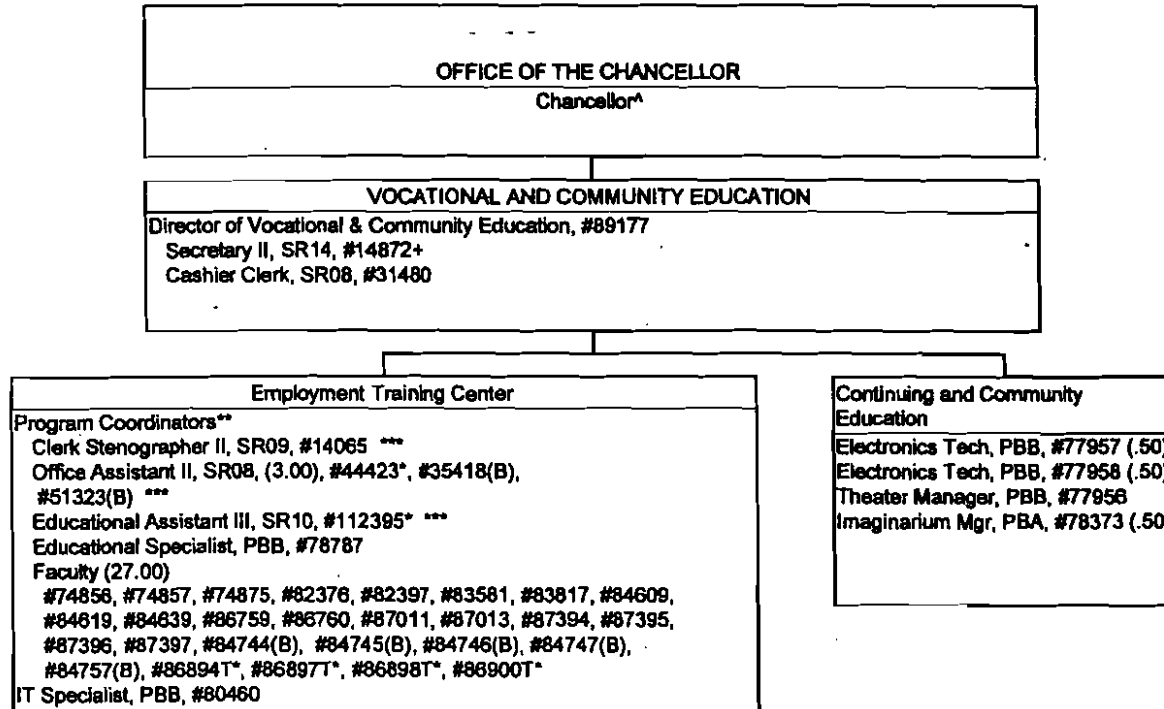 OFFICE OF THE CHANCELLOR
Chancellor^
VOCATIONAL AND COMMUNITY EDUCATION
Director of Vocational & Community Education, #89177
Secretary II, SR14, #14872+
Cashier Clerk, SR08, #31480
Employment Training Center
Program Coordinators**
Clerk Stenographer II, SR09, #14065 ***
Office Assistant II, SR08, (3.00), #44423*, #35418(B),
#51323(B) ***
Educational Assistant III, SR10, #112395* ***
Educational Specialist, PBB, #78787
Faculty (27.00)
#74856, #74857, #74875, #82376, #82397, #83581, #83817, #84609,
#84619, #84639, #86759, #86760, #87011, #87013, #87394, #87395,
#87396, #87397, #84744(B), #84745(B), #84746(B), #84747(B),
#84757(B), #86894T*, #86897T*, #86898T*, #86900T*
IT Specialist, PBB, #80460
Continuing and Community
Education
Electronics Tech, PBB, #77957 (.50)
Electronics Tech, PBB, #77958 (.50)
Theater Manager, PBB, #77956
Imaginarium Mgr, PBA, #78373 (.50